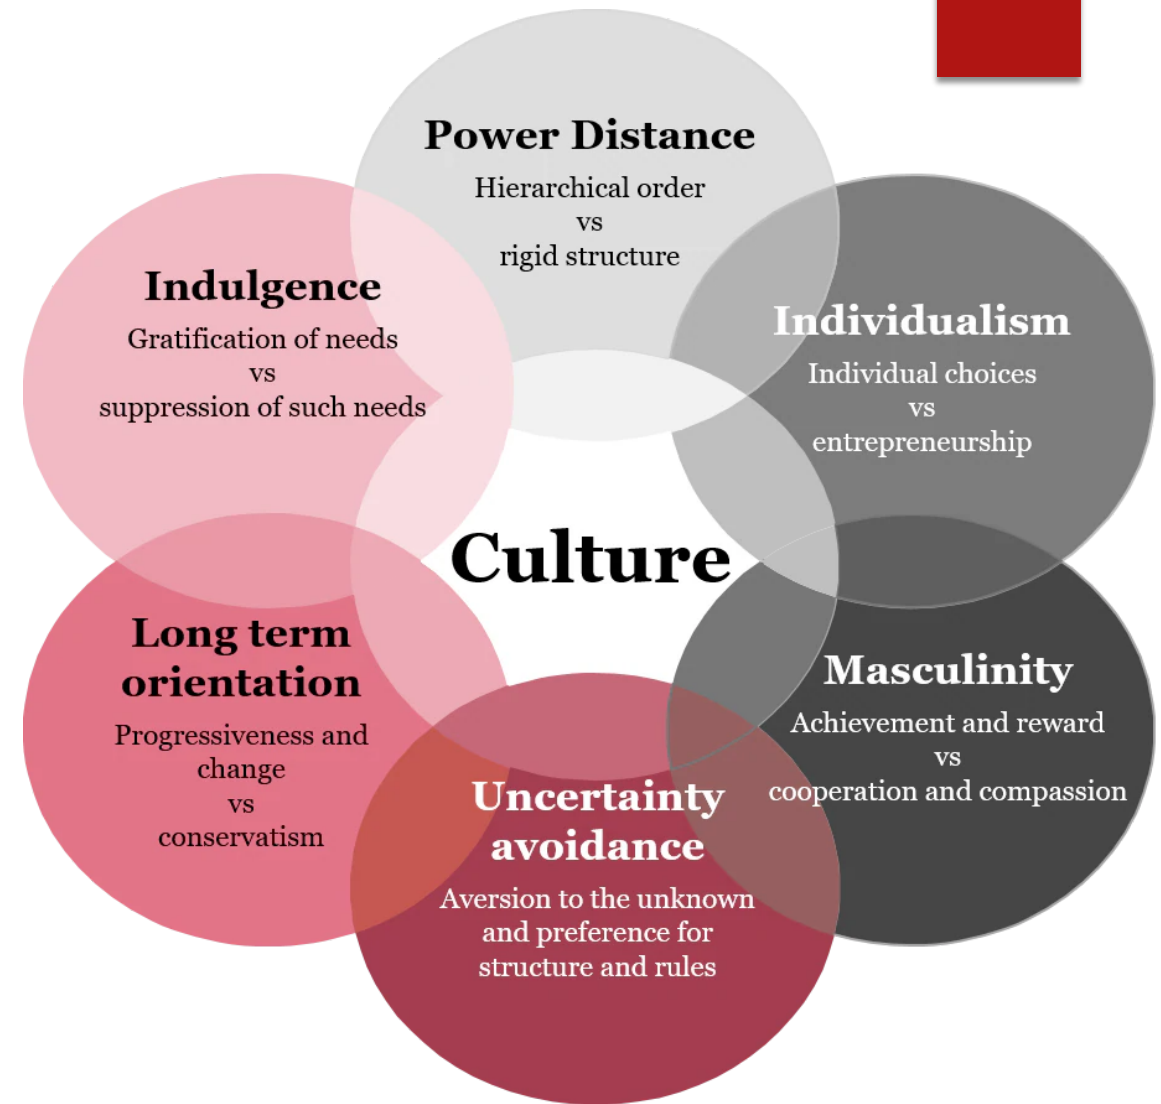 Power Distance
Hierarchical order
vs
rigid structure
Indulgence
Gratification of needs
vs
suppression of such needs
Individualism
Individual choices
vs
entrepreneurship
Culture
Long term
orientation
Progressiveness and
change
vs
conservatism
Masculinity
Achievement and reward
vs
cooperation and compassion
Uncertainty
avoidance
Aversion to the unknown
and preference for
structure and rules